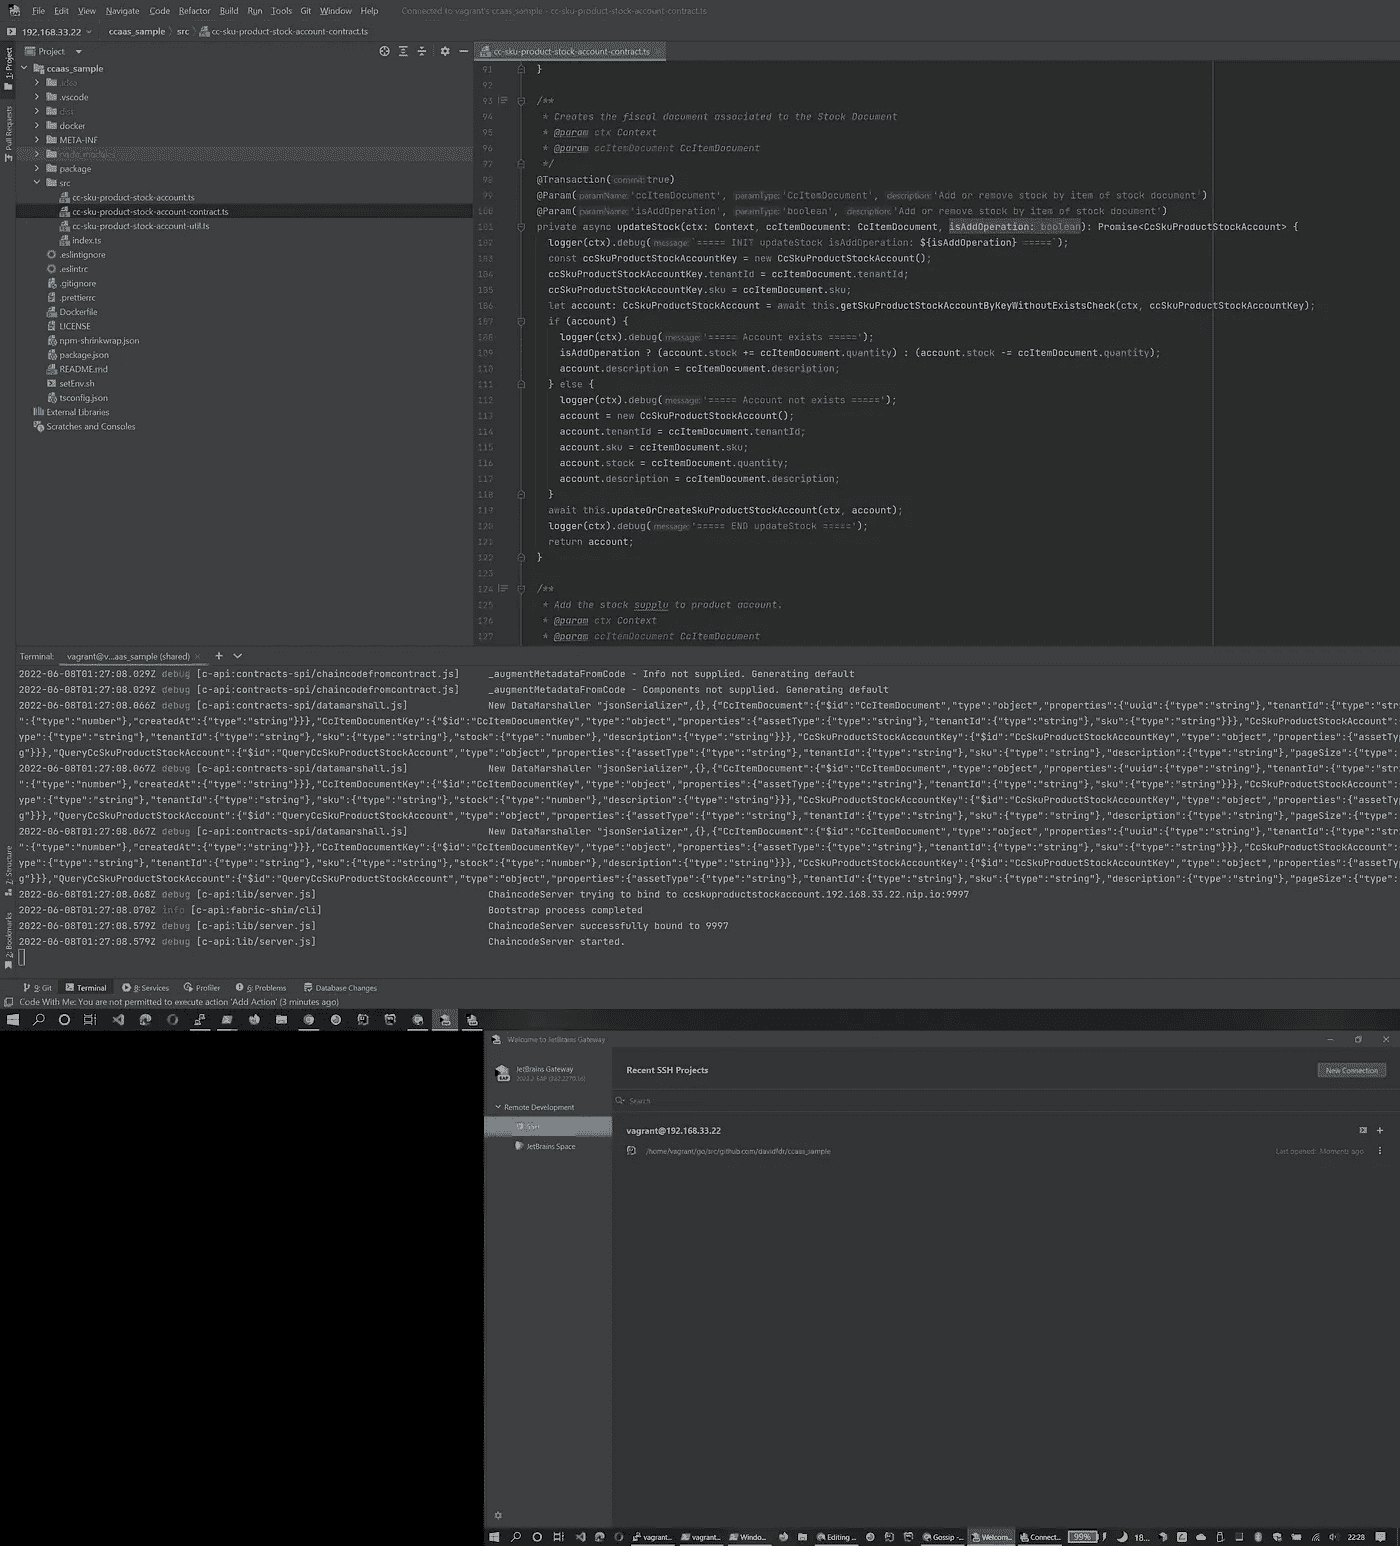 File Edit View Navigate Code Refactor Build Run Tools Git Window Help Connected to vagrant's ccaas_sample - cc-sku-product-stock-account-contract.ts
192.168.33.22 ccaas_sample src cc-sku-product-stock-account-contract.ts
1: Project
Pull Requests
Project
ccaas_sample
.idea
.vscode
dist
docker
META-INF
node_modules
package
src
cc-sku-product-stock-account.ts
cc-sku-product-stock-account-contract.ts
cc-sku-product-stock-account-util.ts
index.ts
.eslintignore
.eslintrc
.gitignore
.prettierrc
Dockerfile
LICENSE
npm-shrinkwrap.json
package.json
README.md
setEnv.sh
tsconfig.json
External Libraries
Scratches and Consoles
cc-sku-product-stock-account-contract.ts
91 }
92
93 /**
94 * Creates the fiscal document associated to the Stock Document
95 * @param ctx Context
96 * @param ccItemDocument CcItemDocument
97 */
98 @Transaction( commit: true)
99 @Param( paramName: 'ccItemDocument', paramType: 'CcItemDocument', description: 'Add or remove stock by item of stock document')
100 @Param( paramName: 'isAddOperation', paramType: 'boolean', description: 'Add or remove stock by item of stock document')
101 private async updateStock(ctx: Context, ccItemDocument: CcItemDocument, isAddOperation: boolean): Promise<CcSkuProductStockAccount> {
102 logger(ctx).debug( message: `===== INIT updateStock isAddOperation: ${isAddOperation} =====`);
103 const ccSkuProductStockAccountKey = new CcSkuProductStockAccount();
104 ccSkuProductStockAccountKey.tenantId = ccItemDocument.tenantId;
105 ccSkuProductStockAccountKey.sku = ccItemDocument.sku;
106 let account: CcSkuProductStockAccount = await this.getSkuProductStockAccountByKeyWithoutExistsCheck(ctx, ccSkuProductStockAccountKey);
107 if (account) {
108 logger(ctx).debug( message: '===== Account exists =====');
109 isAddOperation ? (account.stock += ccItemDocument.quantity) : (account.stock -= ccItemDocument.quantity);
110 account.description = ccItemDocument.description;
111 } else {
112 logger(ctx).debug( message: '===== Account not exists =====');
113 account = new CcSkuProductStockAccount();
114 account.tenantId = ccItemDocument.tenantId;
115 account.sku = ccItemDocument.sku;
116 account.stock = ccItemDocument.quantity;
117 account.description = ccItemDocument.description;
118 }
119 await this.updateOrCreateSkuProductStockAccount(ctx, account);
120 logger(ctx).debug( message: '===== END updateStock =====');
121 return account;
122 }
123
124 /**
125 * Add the stock supplu to product account.
126 * @param ctx Context
127 * @param ccItemDocument CcItemDocument
Terminal: vagrant@v...aas_sample (shared)
2022-06-08T01:27:08.029Z debug [c-api:contracts-spi/chaincodefromcontract.js] _augmentMetadataFromCode - Info not supplied. Generating default
2022-06-08T01:27:08.029Z debug [c-api:contracts-spi/chaincodefromcontract.js] _augmentMetadataFromCode - Components not supplied. Generating default
2022-06-08T01:27:08.066Z debug [c-api:contracts-spi/datamarshall.js] New DataMarshaller "jsonSerializer",{},{"CcItemDocument":{"$id":"CcItemDocument","type":"object","properties":{"uuid":{"type":"string"},"tenantId":{"type":"strin
":{"type":"number"},"createdAt":{"type":"string"}}},"CcItemDocumentKey":{"$id":"CcItemDocumentKey","type":"object","properties":{"assetType":{"type":"string"},"tenantId":{"type":"string"},"sku":{"type":"string"}}},"CcSkuProductStockAccount":
ype":{"type":"string"},"tenantId":{"type":"string"},"sku":{"type":"string"},"stock":{"type":"number"},"description":{"type":"string"}}},"CcSkuProductStockAccountKey":{"$id":"CcSkuProductStockAccountKey","type":"object","properties":{"assetTy
g"}}},"QueryCcSkuProductStockAccount":{"$id":"QueryCcSkuProductStockAccount","type":"object","properties":{"assetType":{"type":"string"},"tenantId":{"type":"string"},"sku":{"type":"string"},"description":{"type":"string"},"pageSize":{"type":
2022-06-08T01:27:08.067Z debug [c-api:contracts-spi/datamarshall.js] New DataMarshaller "jsonSerializer",{},{"CcItemDocument":{"$id":"CcItemDocument","type":"object","properties":{"uuid":{"type":"string"},"tenantId":{"type":"strin
":{"type":"number"},"createdAt":{"type":"string"}}},"CcItemDocumentKey":{"$id":"CcItemDocumentKey","type":"object","properties":{"assetType":{"type":"string"},"tenantId":{"type":"string"},"sku":{"type":"string"}}},"CcSkuProductStockAccount":
ype":{"type":"string"},"tenantId":{"type":"string"},"sku":{"type":"string"},"stock":{"type":"number"},"description":{"type":"string"}}},"CcSkuProductStockAccountKey":{"$id":"CcSkuProductStockAccountKey","type":"object","properties":{"assetTy
g"}}},"QueryCcSkuProductStockAccount":{"$id":"QueryCcSkuProductStockAccount","type":"object","properties":{"assetType":{"type":"string"},"tenantId":{"type":"string"},"sku":{"type":"string"},"description":{"type":"string"},"pageSize":{"type":
2022-06-08T01:27:08.067Z debug [c-api:contracts-spi/datamarshall.js] New DataMarshaller "jsonSerializer",{},{"CcItemDocument":{"$id":"CcItemDocument","type":"object","properties":{"uuid":{"type":"string"},"tenantId":{"type":"strin
":{"type":"number"},"createdAt":{"type":"string"}}},"CcItemDocumentKey":{"$id":"CcItemDocumentKey","type":"object","properties":{"assetType":{"type":"string"},"tenantId":{"type":"string"},"sku":{"type":"string"}}},"CcSkuProductStockAccount":
ype":{"type":"string"},"tenantId":{"type":"string"},"sku":{"type":"string"},"stock":{"type":"number"},"description":{"type":"string"}}},"CcSkuProductStockAccountKey":{"$id":"CcSkuProductStockAccountKey","type":"object","properties":{"assetTy
g"}}},"QueryCcSkuProductStockAccount":{"$id":"QueryCcSkuProductStockAccount","type":"object","properties":{"assetType":{"type":"string"},"tenantId":{"type":"string"},"sku":{"type":"string"},"description":{"type":"string"},"pageSize":{"type":
2022-06-08T01:27:08.068Z debug [c-api:lib/server.js] ChaincodeServer trying to bind to ccskuproductstockaccount.192.168.33.22.nip.io:9997
2022-06-08T01:27:08.070Z info [c-api:fabric-shim/cli] Bootstrap process completed
2022-06-08T01:27:08.579Z debug [c-api:lib/server.js] ChaincodeServer successfully bound to 9997
2022-06-08T01:27:08.579Z debug [c-api:lib/server.js] ChaincodeServer started.
7: Structure
2: Bookmarks
9: Git Terminal 8: Services Profiler 6: Problems Database Changes
Code With Me: You are not permitted to execute action 'Add Action' (3 minutes ago)
Welcome to JetBrains Gateway
JetBrains Gateway
Recent SSH Projects
New Connection
Remote Development
Search
SSH
JetBrains Space
vagrant@192.168.33.22
/home/vagrant/go/src/github.com/davidfdr/ccaas_sample
Last opened: Moments ago
vagrant... vagrant... Windo... Editing ... Gossip -... Welcom... Connect... 99% 18... 22:28